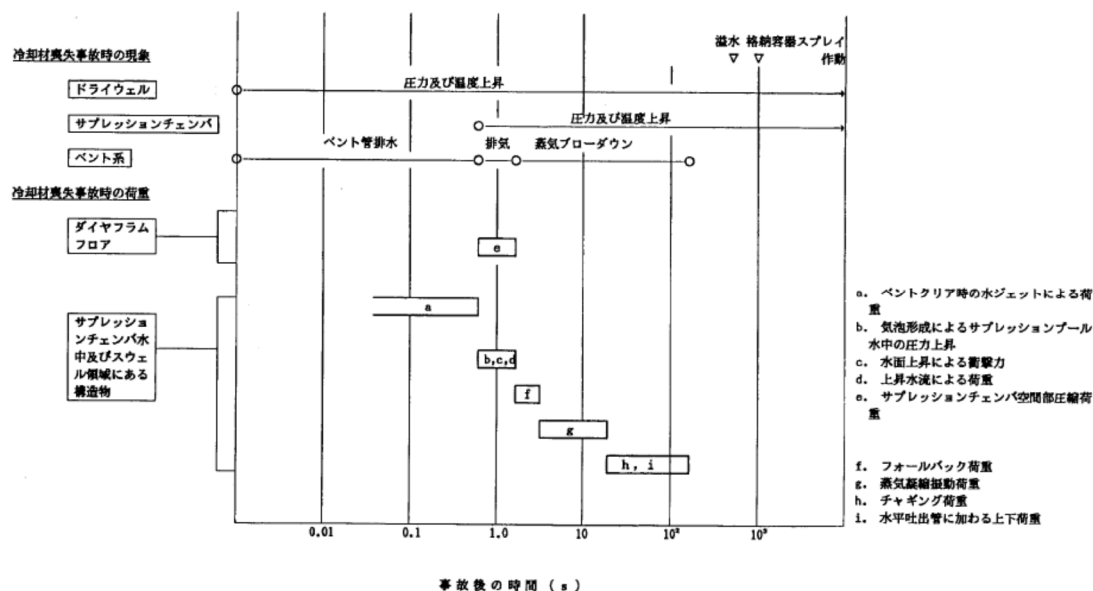 冷却材喪失事故時の現象
溢水 格納容器スプレイ
作動
ドライウェル
圧力及び温度上昇
サプレッションチェンバ
圧力及び温度上昇
ベント系
ベント管排水
排気
蒸気ブローダウン
冷却材喪失事故時の荷重
ダイヤフラム
フロア
e
サプレッショ
ンチェンバ水
中及びスウェ
ル領域にある
構造物
a
b,c,d
f
g
h, i
a. ベントクリア時の水ジェットによる荷
重
b. 気泡形成によるサプレッションプール
水中の圧力上昇
c. 水面上昇による衝撃力
d. 上昇水流による荷重
e. サプレッションチェンバ空間部圧縮荷
重
f. フォールバック荷重
g. 蒸気凝縮振動荷重
h. チャギング荷重
i. 水平吐出管に加わる上下荷重
0.01 0.1 1.0 10 10² 10³
事故後の時間 (s)